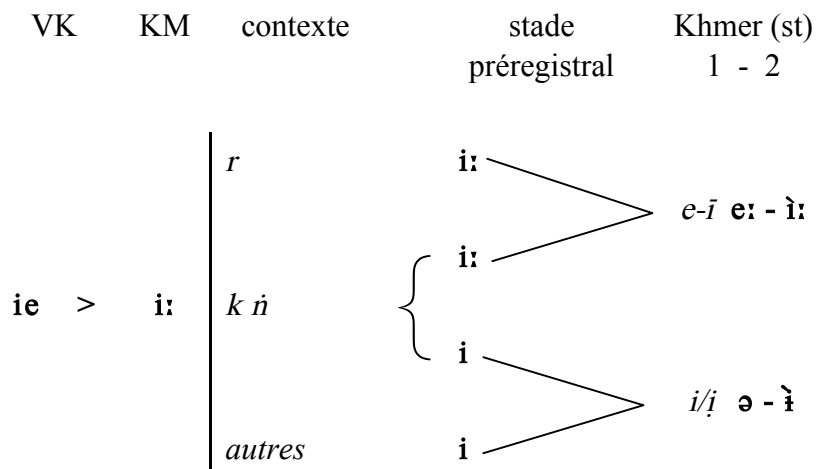 VK KM contexte stade Khmer (st)
préregistral 1 - 2
r iː
e-ī eː - ìː
iː
ie > iː k ṅ
i
i/ị ə - ɨ̀
autres i